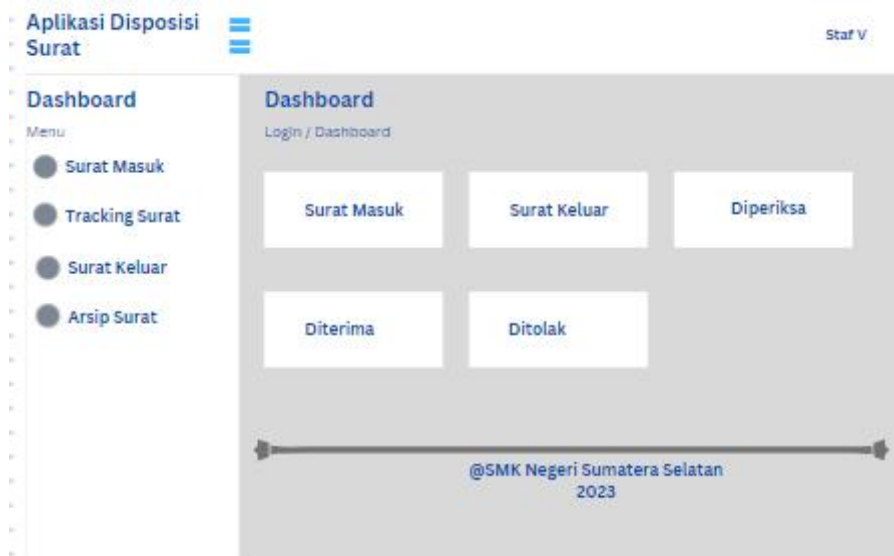 Aplikasi Disposisi
Surat
Staf V
Dashboard
Menu
Surat Masuk
Tracking Surat
Surat Keluar
Arsip Surat
Dashboard
Login / Dashboard
Surat Masuk
Surat Keluar
Diperiksa
Diterima
Ditolak
@SMK Negeri Sumatera Selatan
2023